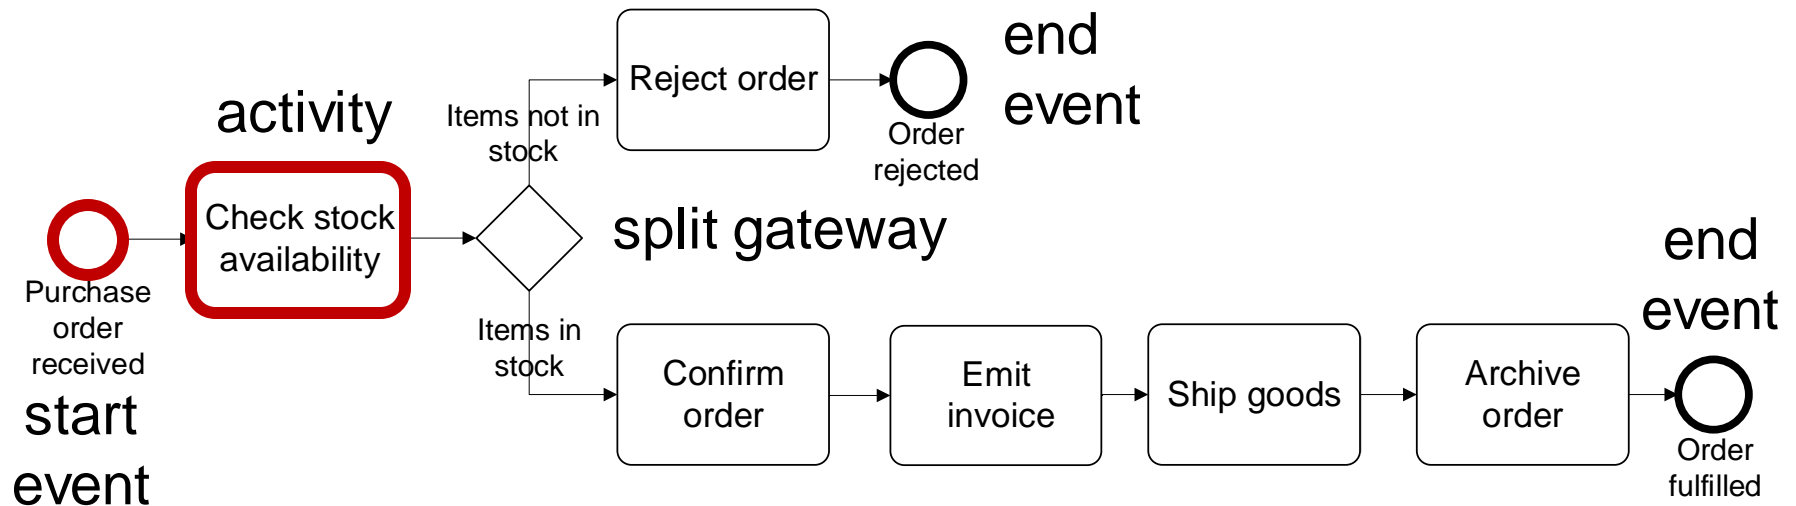 activity
Purchase
order
received
start
event
Check stock
availability
Items not in
stock
Items in
stock
split gateway
Reject order
Order
rejected
end
event
Confirm
order
Emit
invoice
Ship goods
Archive
order
end
event
Order
fulfilled